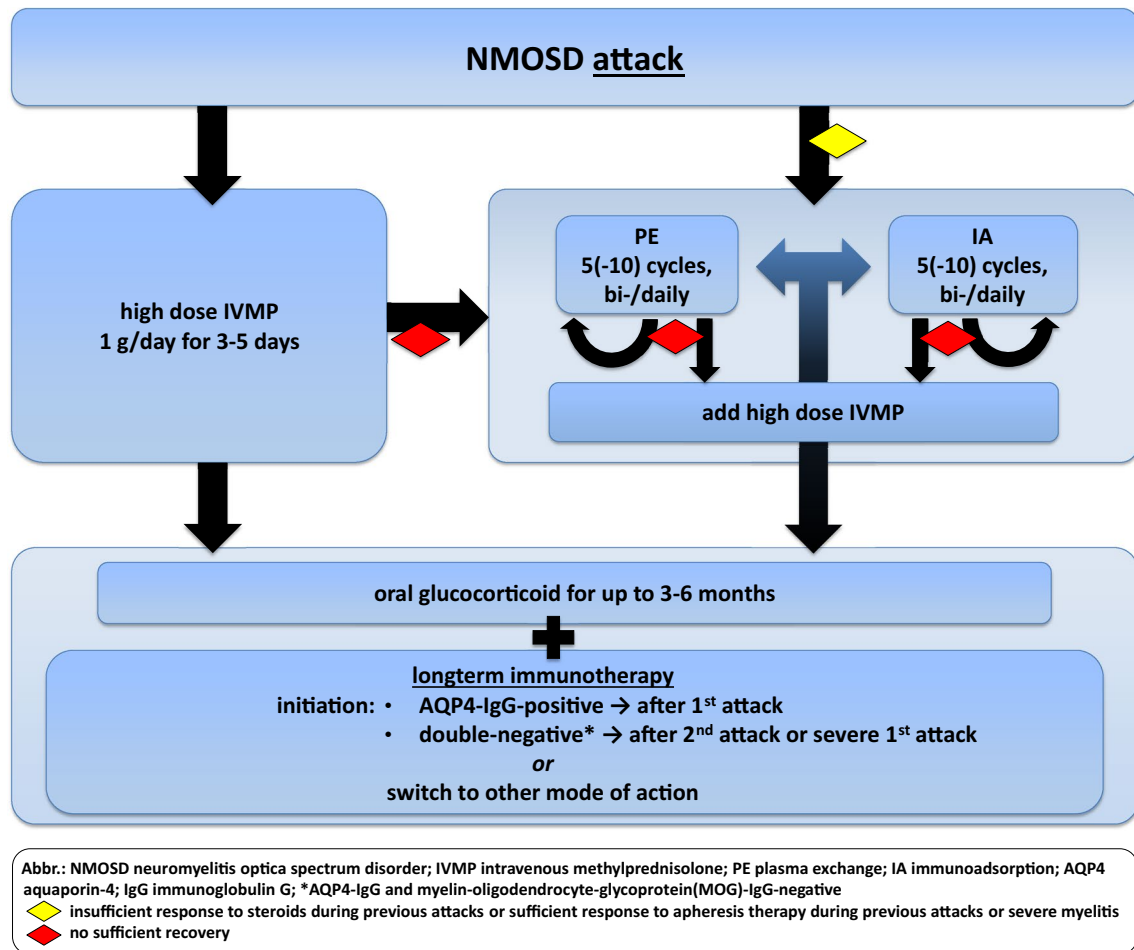 NMOSD attack
high dose IVMP
1 g/day for 3-5 days
PE
5(-10) cycles,
bi-/daily
IA
5(-10) cycles,
bi-/daily
add high dose IVMP
oral glucocorticoid for up to 3-6 months
longterm immunotherapy
initiation: • AQP4-IgG-positive → after 1st attack
• double-negative* → after 2nd attack or severe 1st attack
or
switch to other mode of action
Abbr.: NMOSD neuromyelitis optica spectrum disorder; IVMP intravenous methylprednisolone; PE plasma exchange; IA immunoadsorption; AQP4
aquaporin-4; IgG immunoglobulin G; *AQP4-IgG and myelin-oligodendrocyte-glycoprotein(MOG)-IgG-negative
insufficient response to steroids during previous attacks or sufficient response to apheresis therapy during previous attacks or severe myelitis
no sufficient recovery